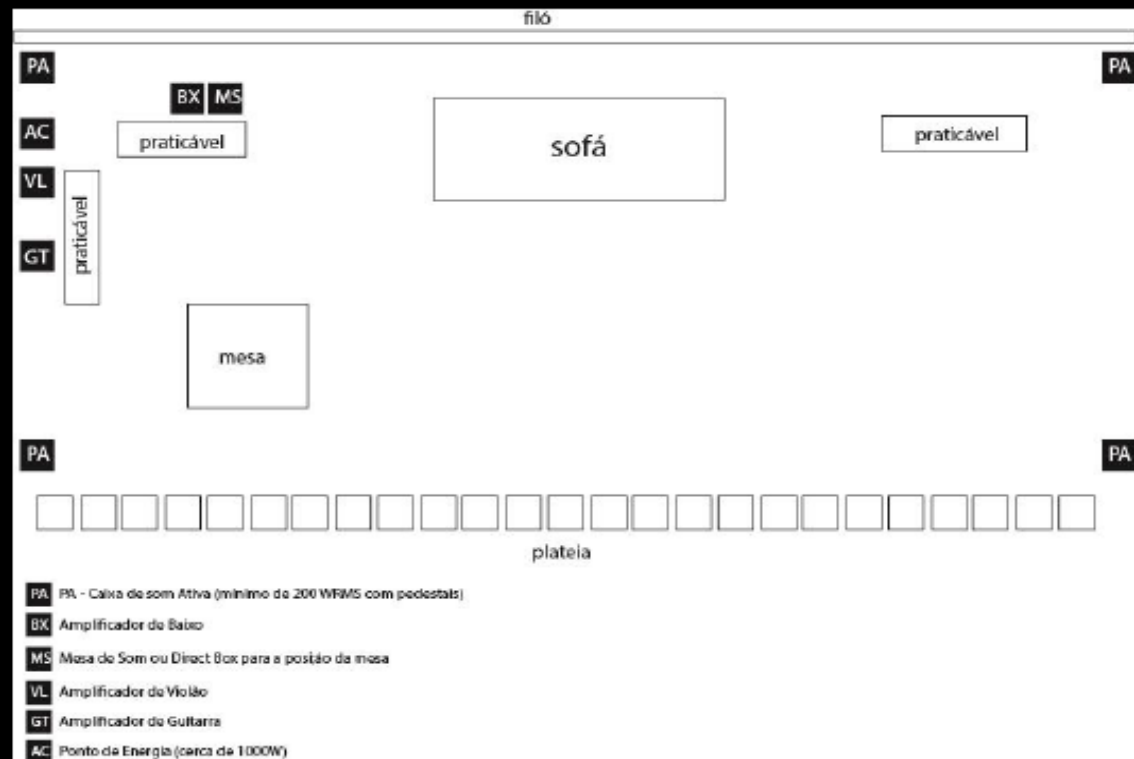 filó
PA
PA
BX MS
AC
praticável
sofá
praticável
VL
praticável
GT
mesa
PA
PA
plateia
PA PA - Caixa de som Ativa (minimo de 200 WRMS com pedestais)
BX Amplificador de Baixo
MS Mesa de Som ou Direct Box para a posição da mesa
VL Amplificador de Violão
GT Amplificador de Guitarra
AC Ponto de Energia (cerca de 1000W)